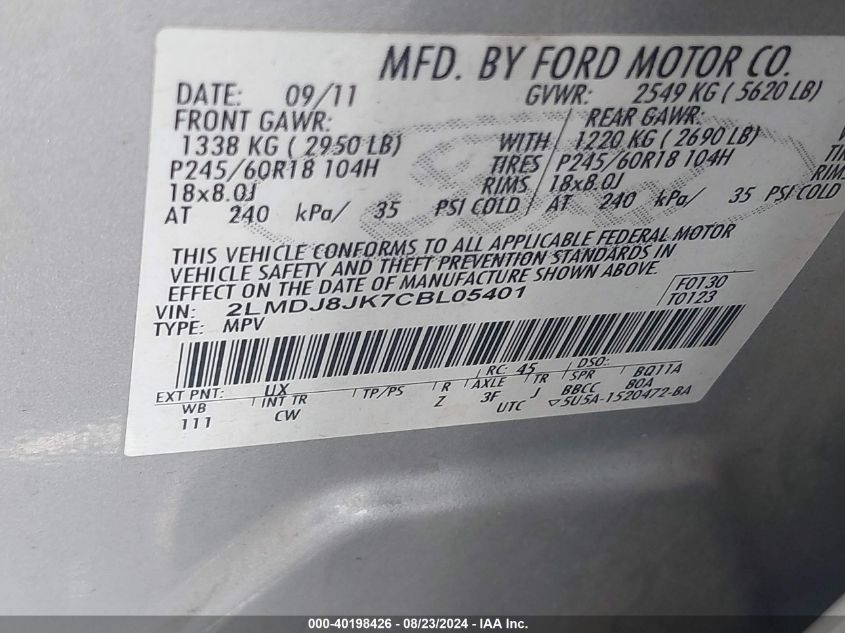 MFD. BY FORD MOTOR CO.
DATE: 09/11 GVWR: 2549 KG ( 5620 LB)
FRONT GAWR: REAR GAWR:
1338 KG ( 2950 LB) WITH 1220 KG ( 2690 LB)
P245/60R18 104H TIRES P245/60R18 104H
18x8.0J RIMS 18x8.0J
AT 240 kPa/ 35 PSI COLD AT 240 kPa/ 35 PSI COLD
THIS VEHICLE CONFORMS TO ALL APPLICABLE FEDERAL MOTOR
VEHICLE SAFETY AND THEFT PREVENTION STANDARDS IN
EFFECT ON THE DATE OF MANUFACTURE SHOWN ABOVE.
VIN: 2LMDJ8JK7CBL05401 F0130
TYPE: MPV T0123
EXT PNT: UX RC: 45 DSO:
WB INT TR TP/PS R AXLE TR SPR BQ11A
111 CW Z 3F J BBCC BOA
UTC ▽5U5A-1520472-BA
000-40198426 - 08/23/2024 - IAA Inc.